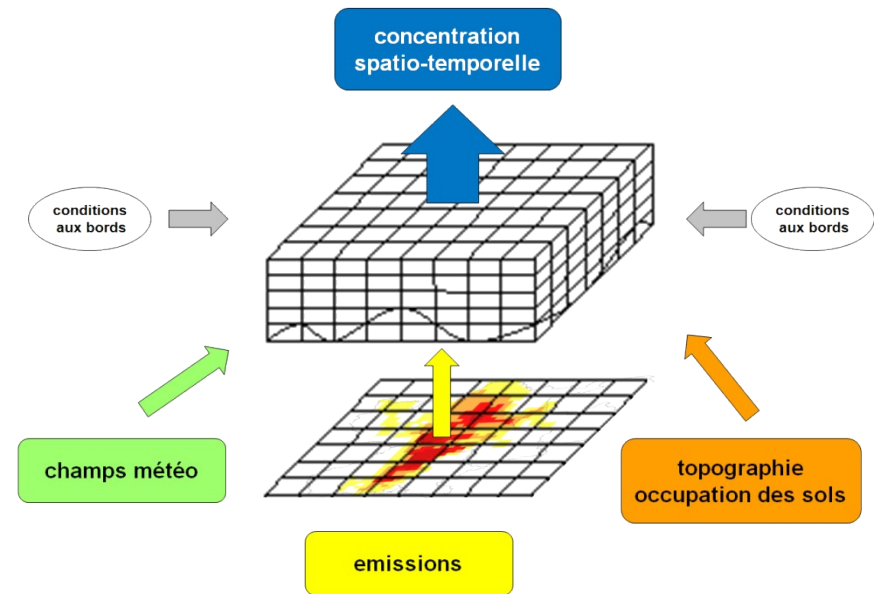 concentration
spatio-temporelle
conditions
aux bords
conditions
aux bords
champs météo
topographie
occupation des sols
emissions